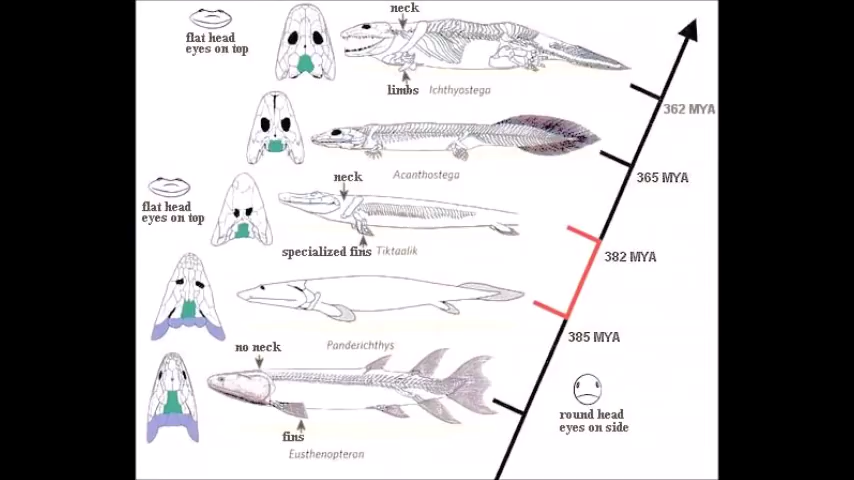 neck
flat head
eyes on top
limbs
Ichthyostega
362 MYA
Acanthostega
365 MYA
neck
flat head
eyes on top
specialized fins
Tiktaalik
382 MYA
385 MYA
Panderichthys
no neck
round head
eyes on side
fins
Eusthenopteron